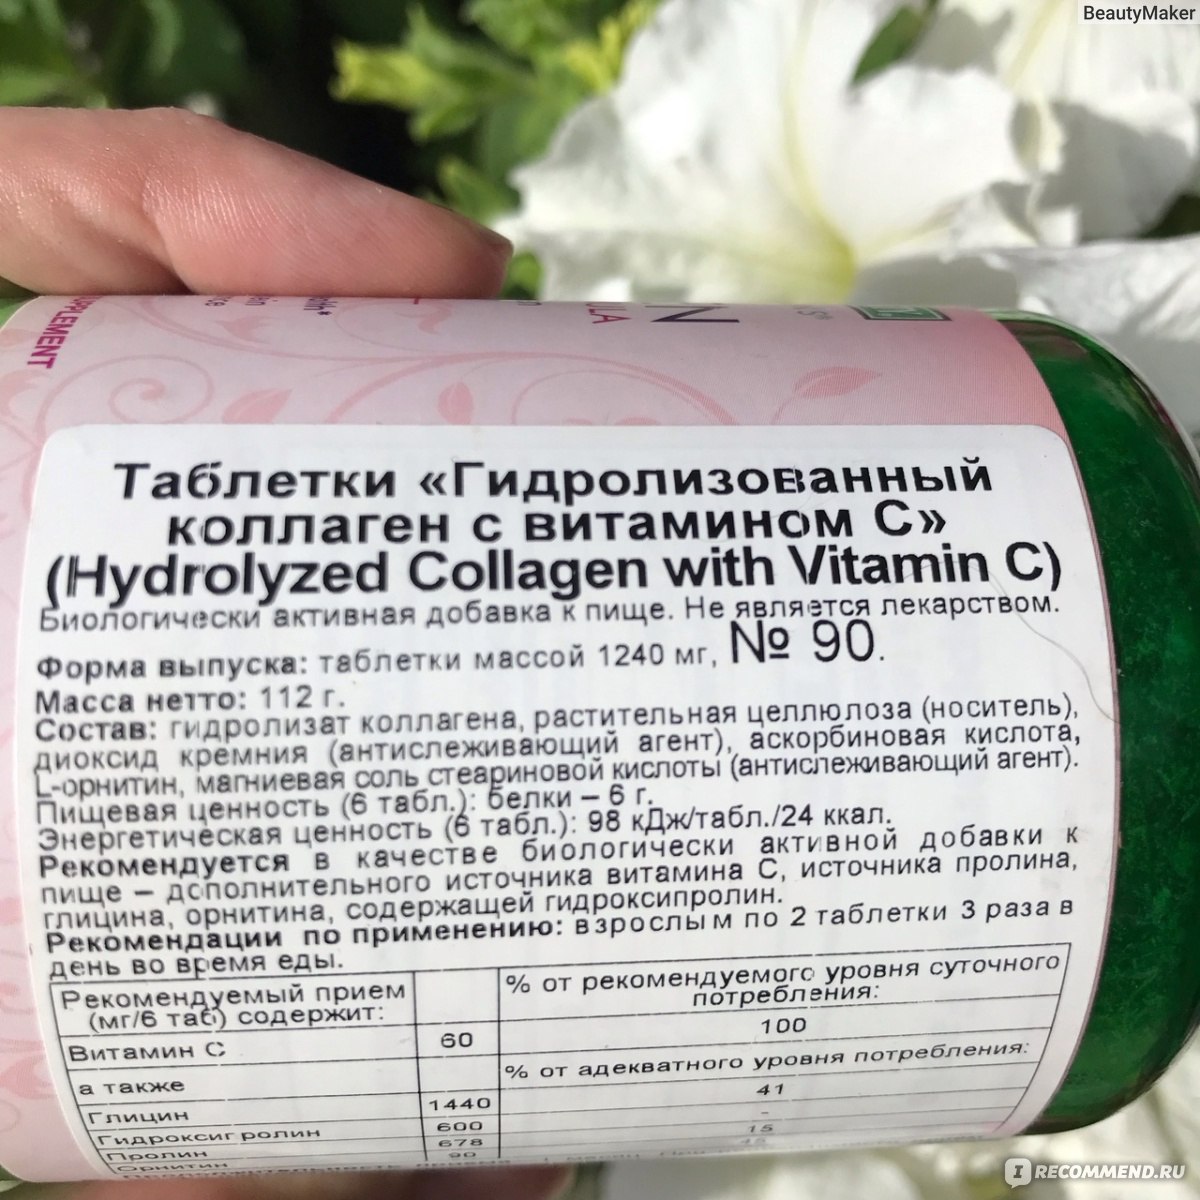 BeautyMaker
SUPPLEMENT
Таблетки «Гидролизованный
коллаген с витамином С»
(Hydrolyzed Collagen with Vitamin C)
Биологически активная добавка к пище. Не является лекарством.
Форма выпуска: таблетки массой 1240 мг, № 90.
Масса нетто: 112 г.
Состав: гидролизат коллагена, растительная целлюлоза (носитель),
диоксид кремния (антислеживающий агент), аскорбиновая кислота,
L-орнитин, магниевая соль стеариновой кислоты (антислеживающий агент).
Пищевая ценность (6 табл.): белки – 6 г.
Энергетическая ценность (6 табл.): 98 кДж/табл./24 ккал.
Рекомендуется в качестве биологически активной добавки к
пище – дополнительного источника витамина С, источника пролина,
глицина, орнитина, содержащей гидроксипролин.
Рекомендации по применению: взрослым по 2 таблетки 3 раза в
день во время еды.
Рекомендуемый прием % от рекомендуемого уровня суточного
(мг/6 таб) содержит: потребления:
Витамин С 60 100
а также % от адекватного уровня потребления:
Глицин 1440 41
Гидроксипролин 600 -
Пролин 678 15
Орнитин 90
IRECOMMEND.RU